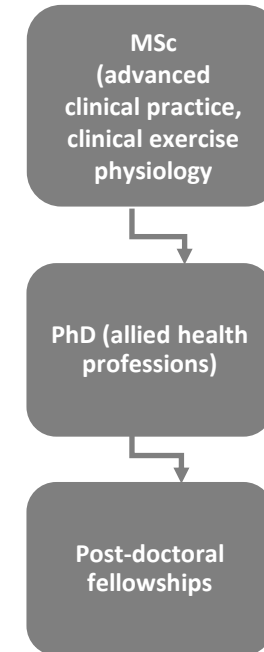 MSc
(advanced
clinical practice,
clinical exercise
physiology
PhD (allied health
professions)
Post-doctoral
fellowships